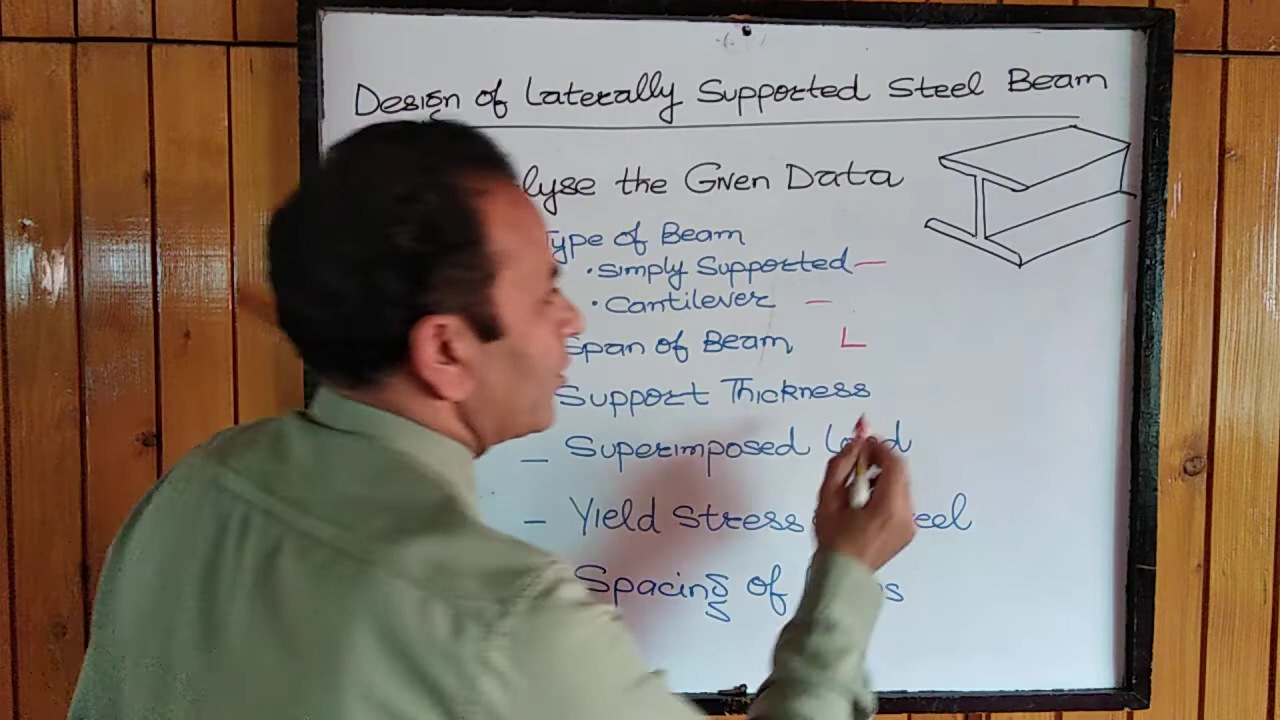 Design of Laterally Supported Steel Beam
lyse the Given Data
Type of Beam
• Simply Supported —
• Cantilever —
Span of Beam L
Support Thickness
— Superimposed
— Yield Stress
Spacing of